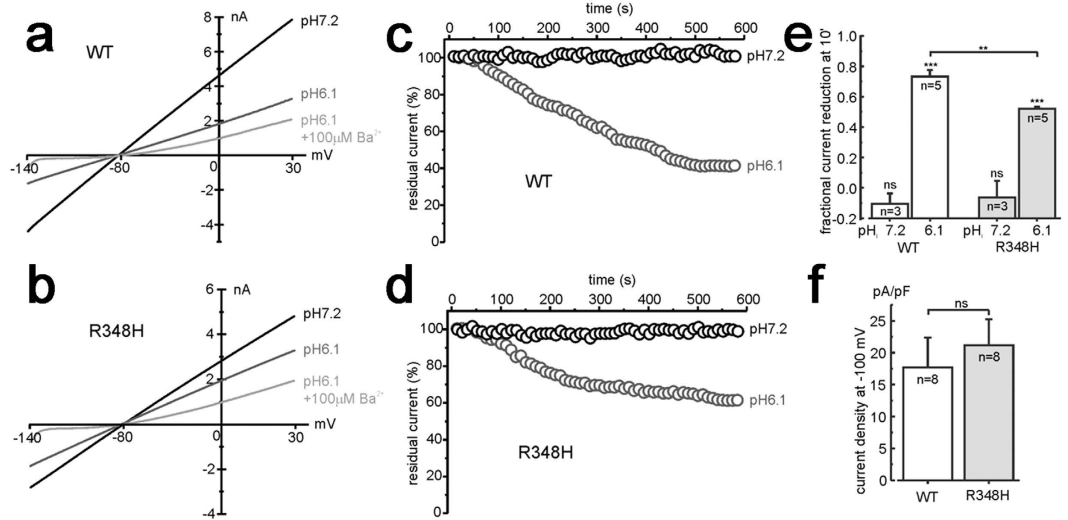 a
WT
nA
8
6
4
2
-2
-4
-140
-80
0
30
mV
pH7.2
pH6.1
pH6.1
+100µM Ba²⁺
b
R348H
nA
6
4
2
-2
-4
-140
-80
0
30
mV
pH7.2
pH6.1
pH6.1
+100µM Ba²⁺
c
time (s)
0 100 200 300 400 500 600
residual current (%)
100
80
60
40
20
0
pH7.2
pH6.1
WT
d
time (s)
0 100 200 300 400 500 600
residual current (%)
100
80
60
40
20
0
pH7.2
pH6.1
R348H
e
fractional current reduction at 10'
1.0
0.8
0.6
0.4
0.2
0.0
-0.2
**
***
n=5
***
n=5
ns
n=3
ns
n=3
pHi 7.2 6.1 pHi 7.2 6.1
WT R348H
f
pA/pF
current density at -100 mV
25
20
15
10
5
0
ns
n=8
n=8
WT R348H